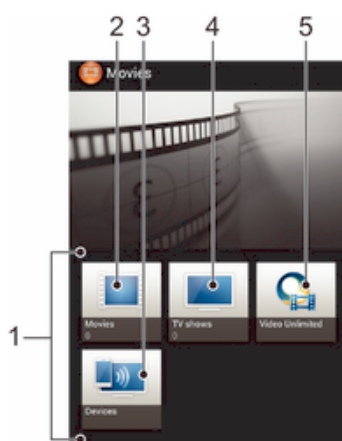 2 3 4 5
Movies
1
Movies
0
TV shows
0
Video Unlimited
Devices